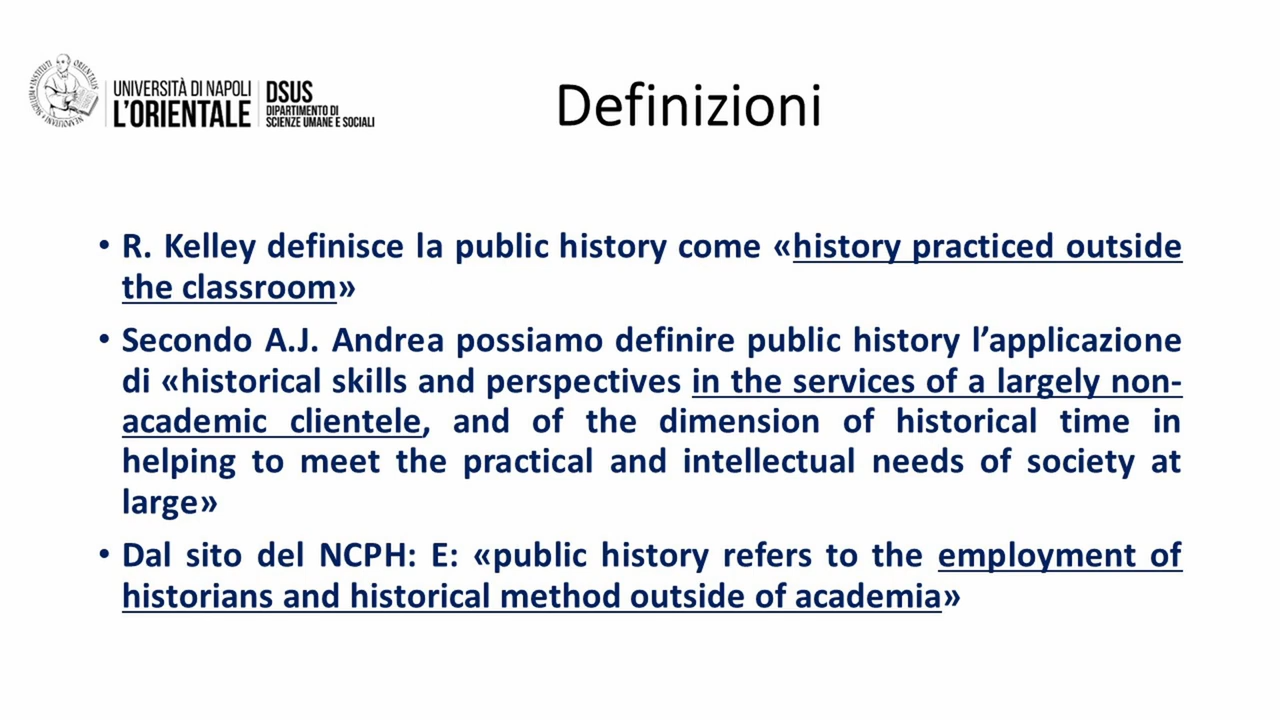 UNIVERSITÀ DI NAPOLI
L'ORIENTALE
DSUS
DIPARTIMENTO DI
SCIENZE UMANE E SOCIALI
Definizioni
• R. Kelley definisce la public history come «history practiced outside
the classroom»
• Secondo A.J. Andrea possiamo definire public history l’applicazione
di «historical skills and perspectives in the services of a largely non-
academic clientele, and of the dimension of historical time in
helping to meet the practical and intellectual needs of society at
large»
• Dal sito del NCPH: E: «public history refers to the employment of
historians and historical method outside of academia»